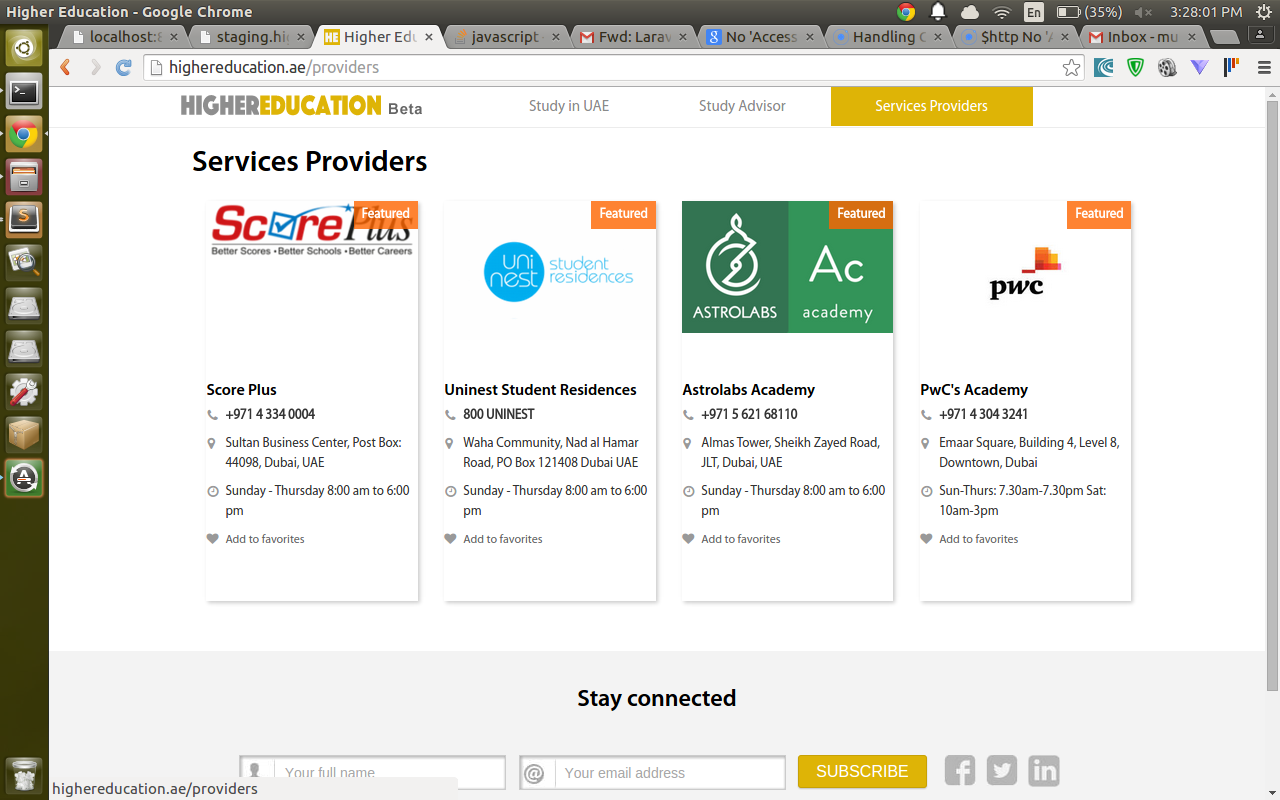 Higher Education - Google Chrome
En
(35%)
3:28:01 PM
localhost:8
staging.hig
HE Higher Edu
javascript -
Fwd: Larav
No 'Access
Handling C
$http No 'A
Inbox - mu
highereducation.ae/providers
HIGHEREDUCATION Beta
Study in UAE
Study Advisor
Services Providers
Services Providers
Score Plus
Better Scores • Better Schools • Better Careers
Featured
uni nest
student residences
Featured
ASTROLABS
Ac
academy
Featured
pwc
Featured
Score Plus
+971 4 334 0004
Sultan Business Center, Post Box:
44098, Dubai, UAE
Sunday - Thursday 8:00 am to 6:00
pm
Add to favorites
Uninest Student Residences
800 UNINEST
Waha Community, Nad al Hamar
Road, PO Box 121408 Dubai UAE
Sunday - Thursday 8:00 am to 6:00
pm
Add to favorites
Astrolabs Academy
+971 5 621 68110
Almas Tower, Sheikh Zayed Road,
JLT, Dubai, UAE
Sunday - Thursday 8:00 am to 6:00
pm
Add to favorites
PwC's Academy
+971 4 304 3241
Emaar Square, Building 4, Level 8,
Downtown, Dubai
Sun-Thurs: 7.30am-7.30pm Sat:
10am-3pm
Add to favorites
Stay connected
Your full name
@ Your email address
SUBSCRIBE
highereducation.ae/providers